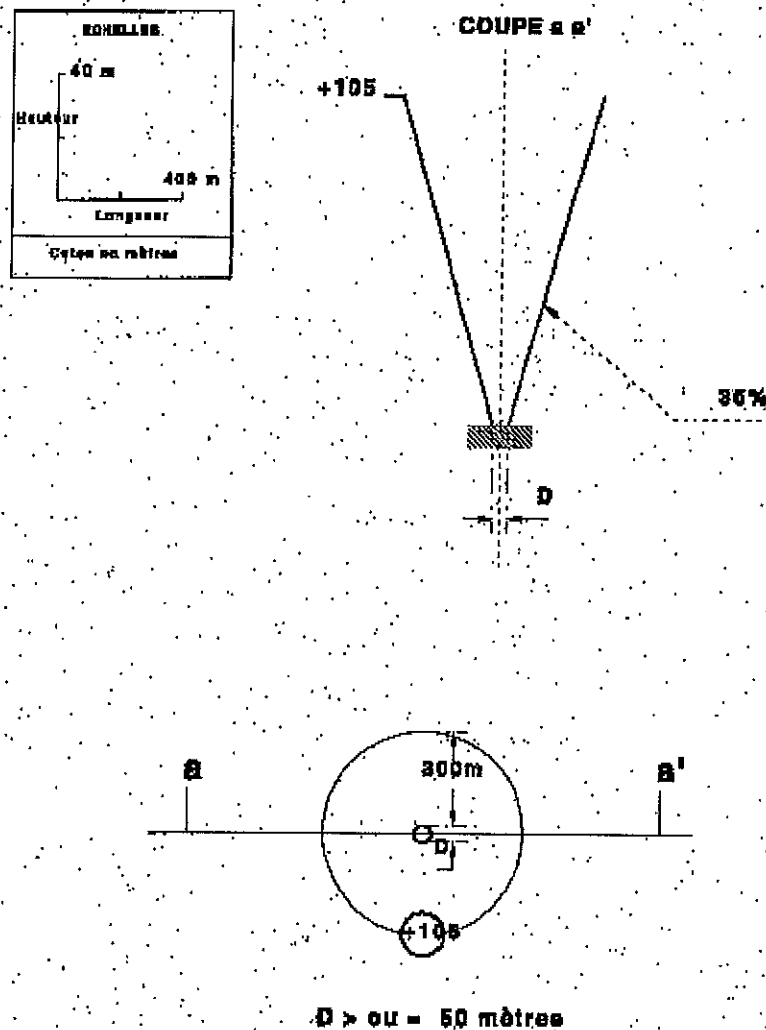 ECHELLES
40 m
Hauteur
400 m
Longueur
Cotes en mètres
COUPE a a'
+105
35%
D
a
300m
a'
D
+105
D > ou = 50 mètres